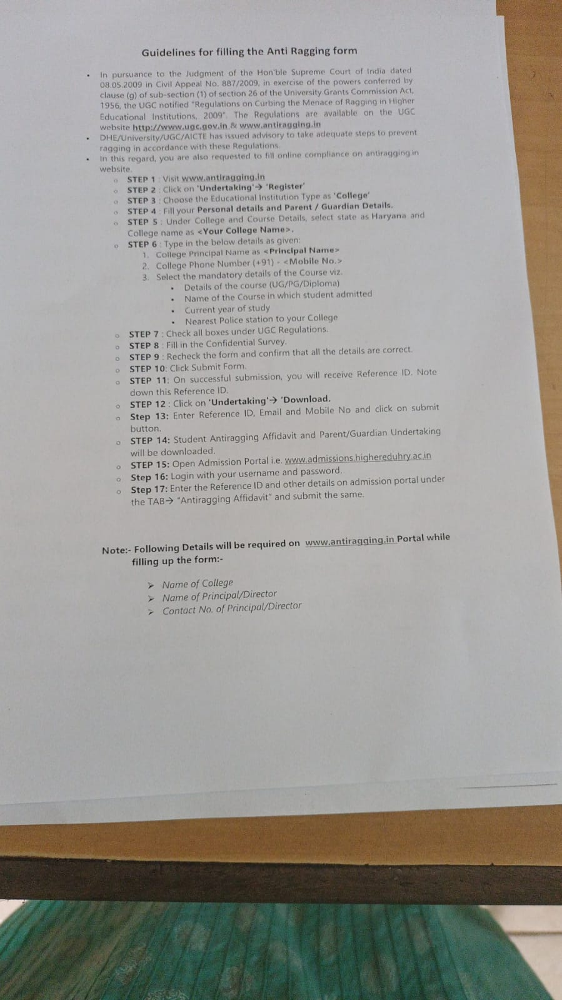 Guidelines for filling the Anti Ragging form
• In pursuance to the Judgment of the Hon'ble Supreme Court of India dated
08.05.2009 in Civil Appeal No. 887/2009, in exercise of the powers conferred by
clause (g) of sub-section (1) of section 26 of the University Grants Commission Act,
1956, the UGC notified "Regulations on Curbing the Menace of Ragging in Higher
Educational Institutions, 2009". The Regulations are available on the UGC
website http://www.ugc.gov.in & www.antiragging.in
• DHE/University/UGC/AICTE has issued advisory to take adequate steps to prevent
ragging in accordance with these Regulations.
• In this regard, you are also requested to fill online compliance on antiragging.in
website.
o STEP 1 : Visit www.antiragging.in
o STEP 2 : Click on 'Undertaking'→ 'Register'
o STEP 3 : Choose the Educational Institution Type as 'College'
o STEP 4 : Fill your Personal details and Parent / Guardian Details.
o STEP 5 : Under College and Course Details, select state as Haryana and
College name as <Your College Name>.
o STEP 6 : Type in the below details as given:
1. College Principal Name as <Principal Name>
2. College Phone Number (+91) - <Mobile No.>
3. Select the mandatory details of the Course viz.
• Details of the course (UG/PG/Diploma)
• Name of the Course in which student admitted
• Current year of study
• Nearest Police station to your College
o STEP 7 : Check all boxes under UGC Regulations.
o STEP 8 : Fill in the Confidential Survey.
o STEP 9 : Recheck the form and confirm that all the details are correct.
o STEP 10: Click Submit Form.
o STEP 11: On successful submission, you will receive Reference ID. Note
down this Reference ID.
o STEP 12 : Click on 'Undertaking'→ 'Download.
o Step 13: Enter Reference ID, Email and Mobile No and click on submit
button.
o STEP 14: Student Antiragging Affidavit and Parent/Guardian Undertaking
will be downloaded.
o STEP 15: Open Admission Portal i.e. www.admissions.highereduhry.ac.in
o Step 16: Login with your username and password.
o Step 17: Enter the Reference ID and other details on admission portal under
the TAB→ "Antiragging Affidavit" and submit the same.
Note:- Following Details will be required on www.antiragging.in Portal while
filling up the form:-
➢ Name of College
➢ Name of Principal/Director
➢ Contact No. of Principal/Director